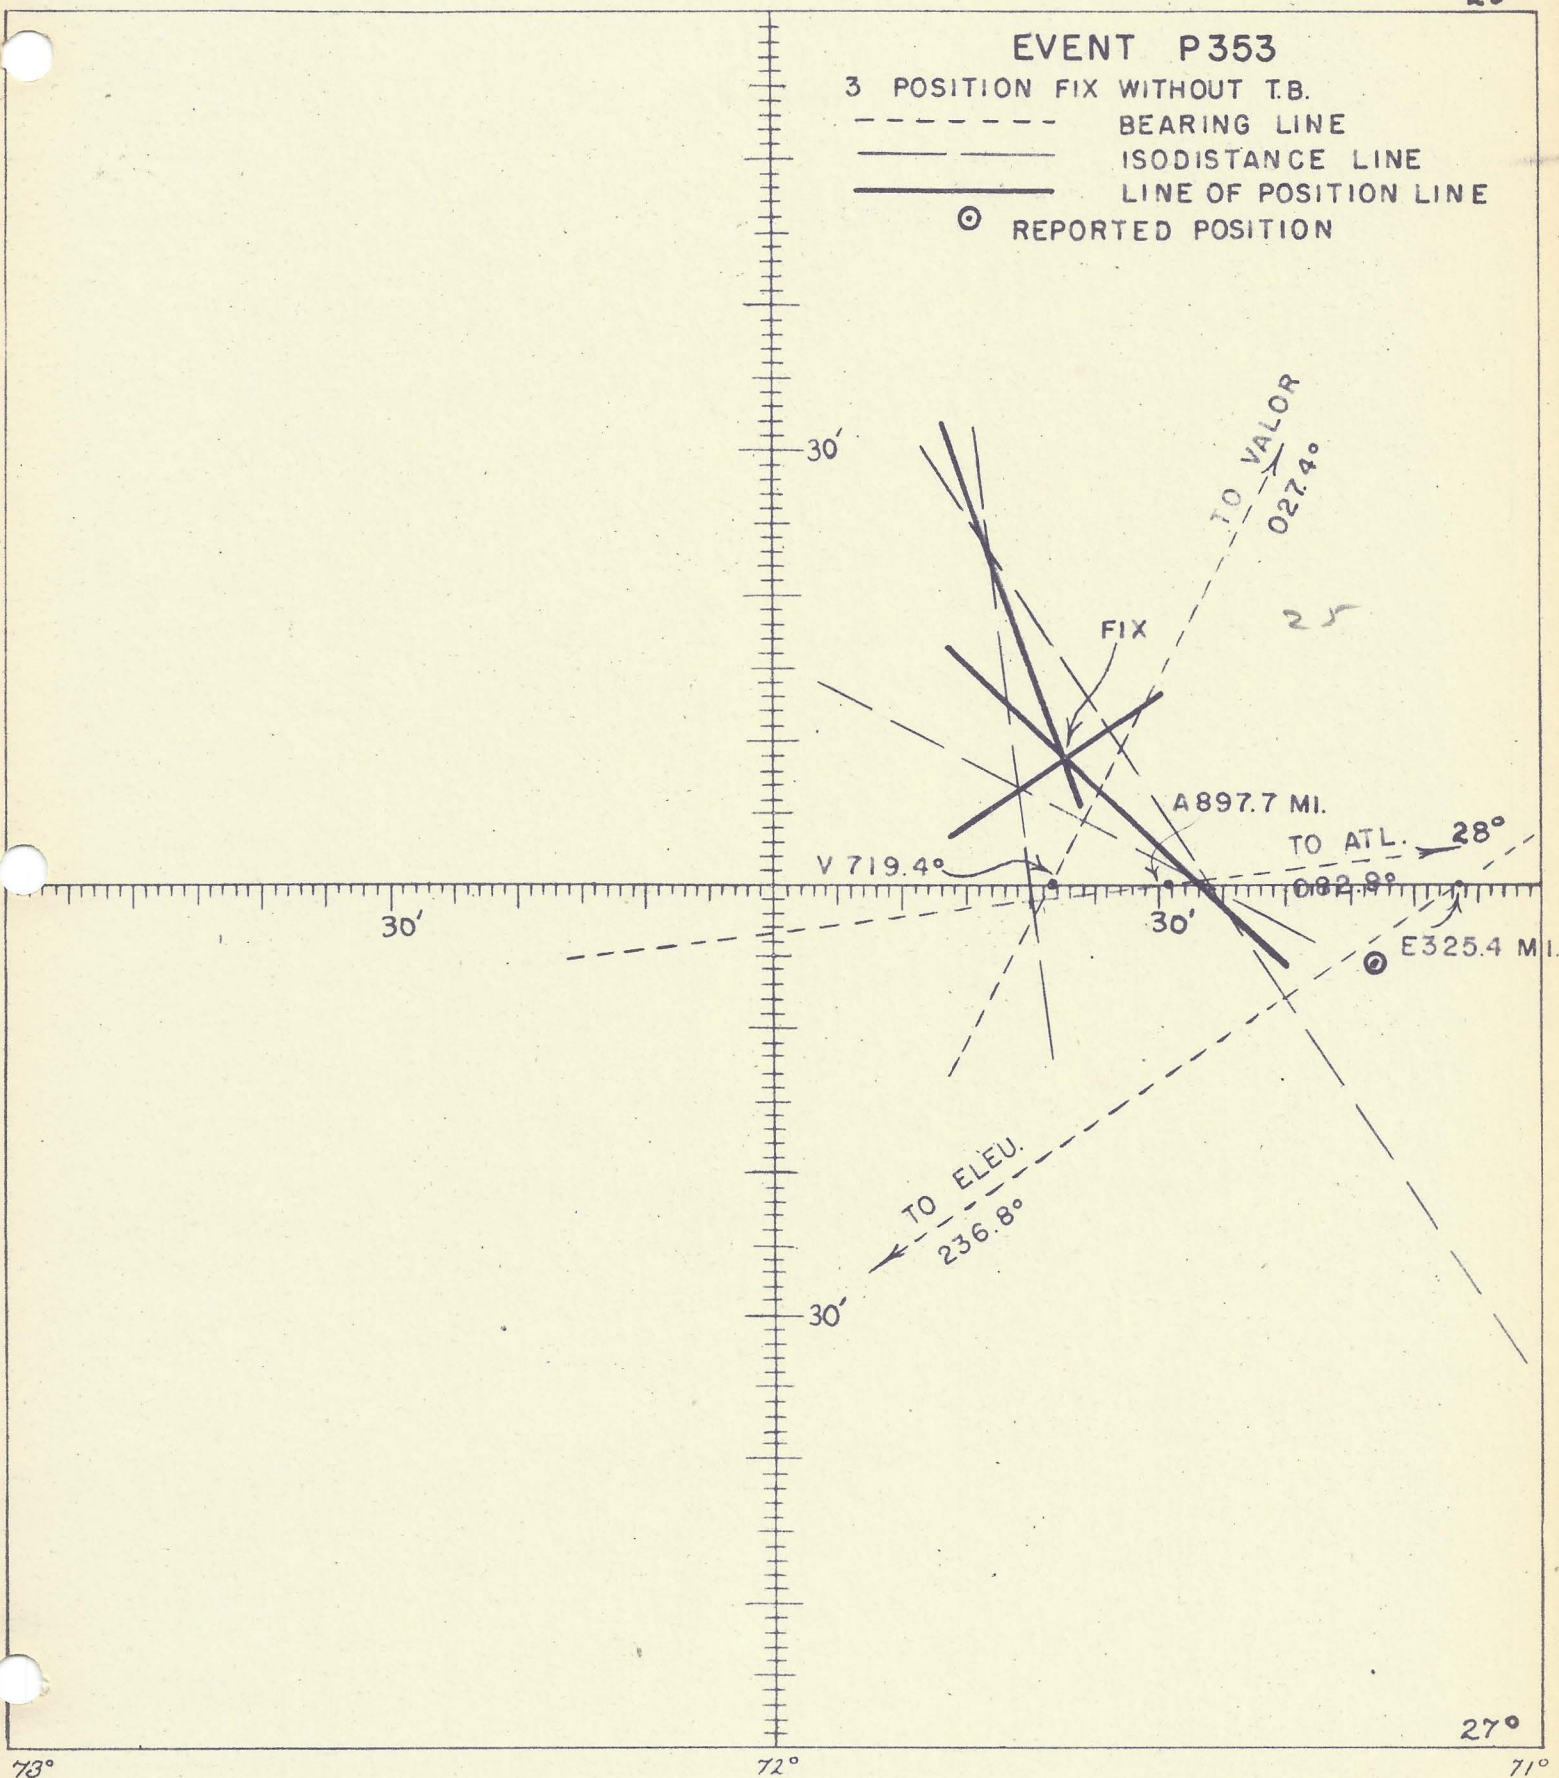 EVENT P353
3 POSITION FIX WITHOUT T.B.
BEARING LINE
ISODISTANCE LINE
LINE OF POSITION LINE
REPORTED POSITION
30'
TO VALOR
027.4°
25
FIX
A 897.7 MI.
TO ATL. 28°
V 719.4°
082.8°
30'
30'
E325.4 MI.
TO ELEU.
236.8°
30'
27°
73°
72°
71°